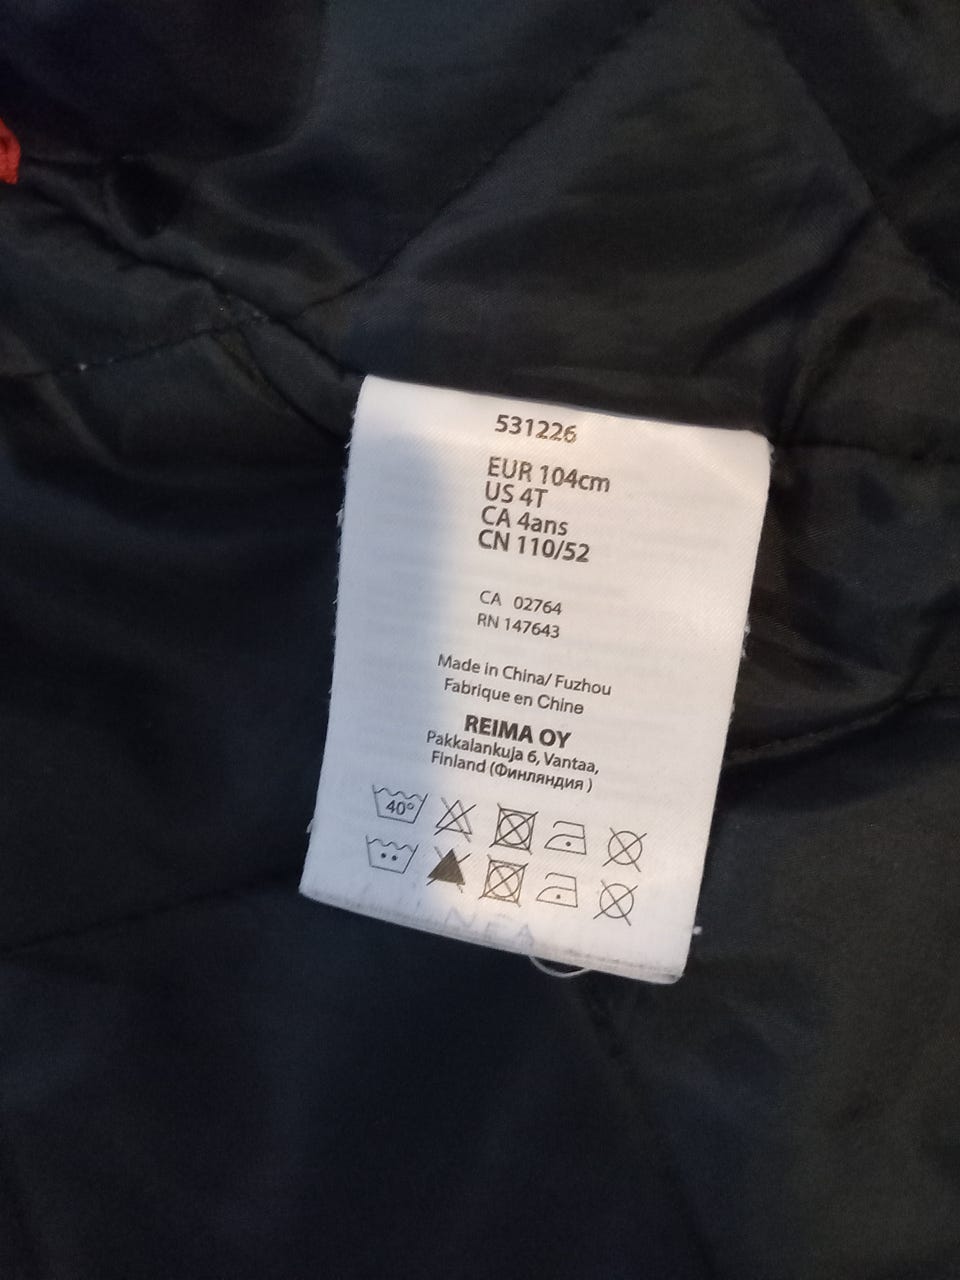 531226
EUR 104cm
US 4T
CA 4ans
CN 110/52
CA 02764
RN 147643
Made in China/ Fuzhou
Fabrique en Chine
REIMA OY
Pakkalankuja 6, Vantaa,
Finland (Финляндия )
40°